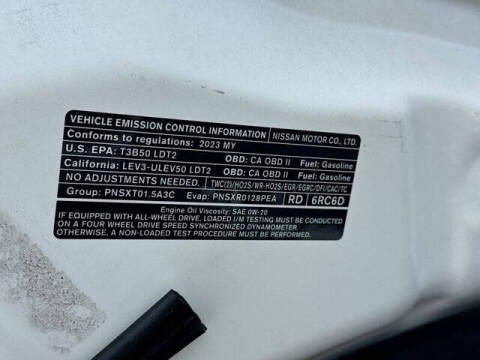 VEHICLE EMISSION CONTROL INFORMATION NISSAN MOTOR CO., LTD.
Conforms to regulations: 2023 MY
U.S. EPA: T3B50 LDT2 OBD: CA OBD II Fuel: Gasoline
California: LEV3-ULEV50 LDT2 OBD: CA OBD II Fuel: Gasoline
NO ADJUSTMENTS NEEDED. TWC(2)/HO2S/WR-HO2S/EGR/EGRC/DFI/CAC/TC
Group: PNSXT01.5A3C Evap: PNSXR0128PEA RD 6RC6D
Engine Oil Viscosity: SAE 0W-20
IF EQUIPPED WITH ALL-WHEEL DRIVE, LOADED I/M TESTING MUST BE CONDUCTED
ON A FOUR WHEEL DRIVE SPEED SYNCHRONIZED DYNAMOMETER.
OTHERWISE, A NON-LOADED TEST PROCEDURE MUST BE PERFORMED.